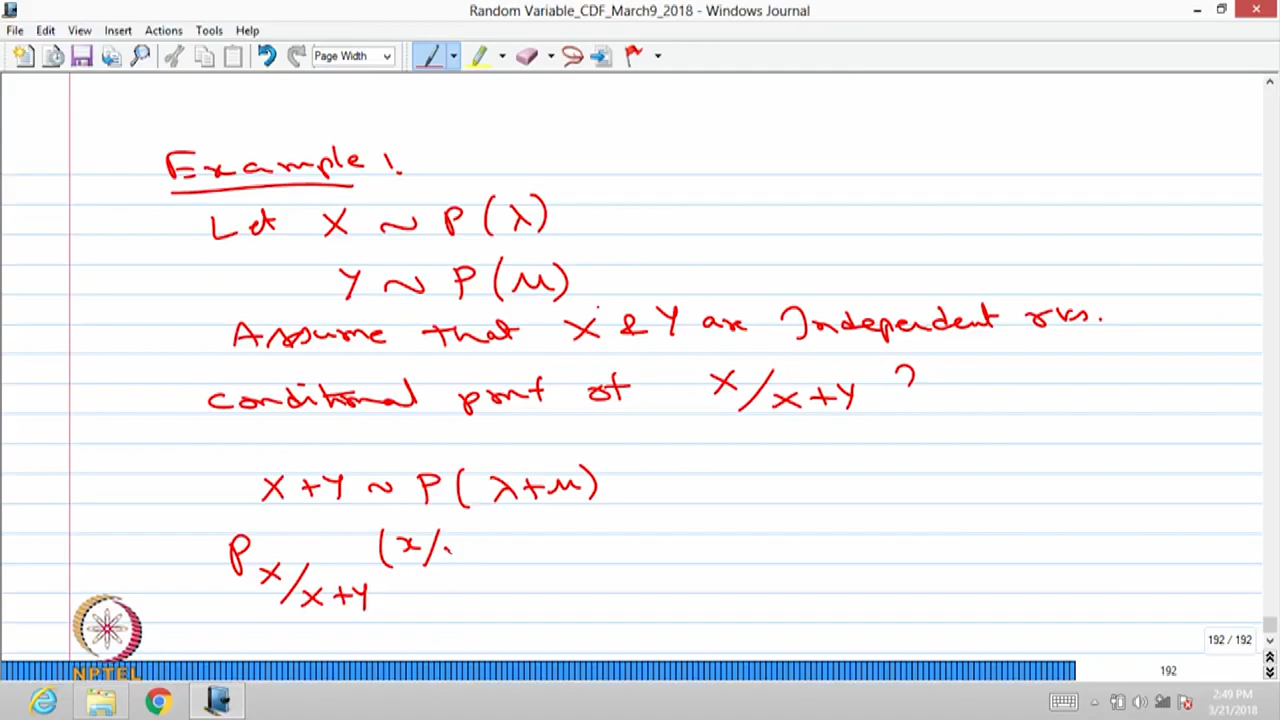 Random Variable_CDF_March9_2018 - Windows Journal
File Edit View Insert Actions Tools Help
Page Width
Example 1.
Let X ~ P(λ)
Y ~ P(μ)
Assume that X & Y are Independent rvs.
conditional pmf of X/X+Y ?
X+Y ~ P(λ+μ)
P X/X+Y (x/
192 / 192
NPTEL
192
2:49 PM
3/21/2018